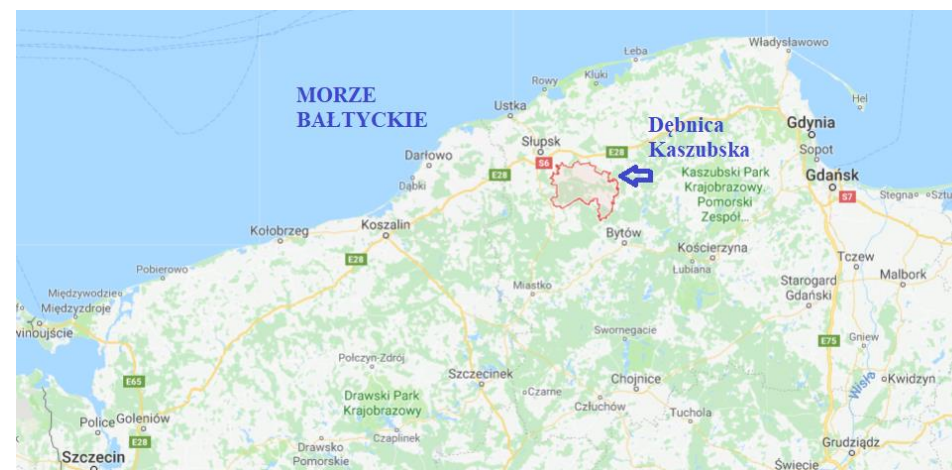 Władysławowo
Łeba
Rowy
Kluki
MORZE
BAŁTYCKIE
Hel
Ustka
Gdynia
Dębnica
Kaszubska
Słupsk
Sopot
Darłowo
E28
S6
Kaszubski Park
Krajobrazowy.
Pomorski
Zespół...
Gdańsk
E28
Dąbki
S7
Stegna
Sztu
Kołobrzeg
Koszalin
Bytów
Kościerzyna
E28
Tczew
Pobierowo
Łubiana
Malbork
Miastko
Starogard
Gdański
Międzywodzie
Międzyzdroje
winoujście
Swornegacie
E75
Gniew
Połczyn-Zdrój
Szczecinek
Chojnice
Wisła
Kwidzyn
E65
Drawski Park
Krajobrazowy
Czarne
Człuchów
Tuchola
Police
Goleniów
E28
Czaplinek
Drawsko
Pomorskie
Grudziądz
Szczecin
Świecie